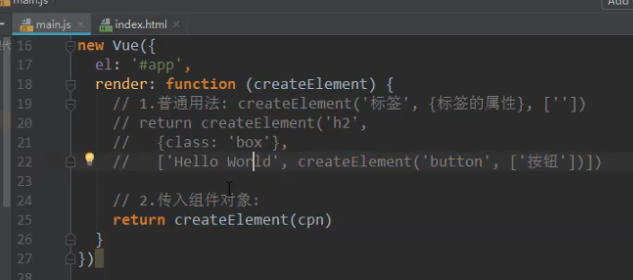 main.js
Add
main.js × index.html ×
16 new Vue({
17 el: '#app',
18 render: function (createElement) {
19 // 1.普通用法: createElement('标签', {标签的属性}, [''])
20 // return createElement('h2',
21 // {class: 'box'},
22 // ['Hello World', createElement('button', ['按钮'])])
23
24 // 2.传入组件对象:
25 return createElement(cpn)
26 }
27 })
28